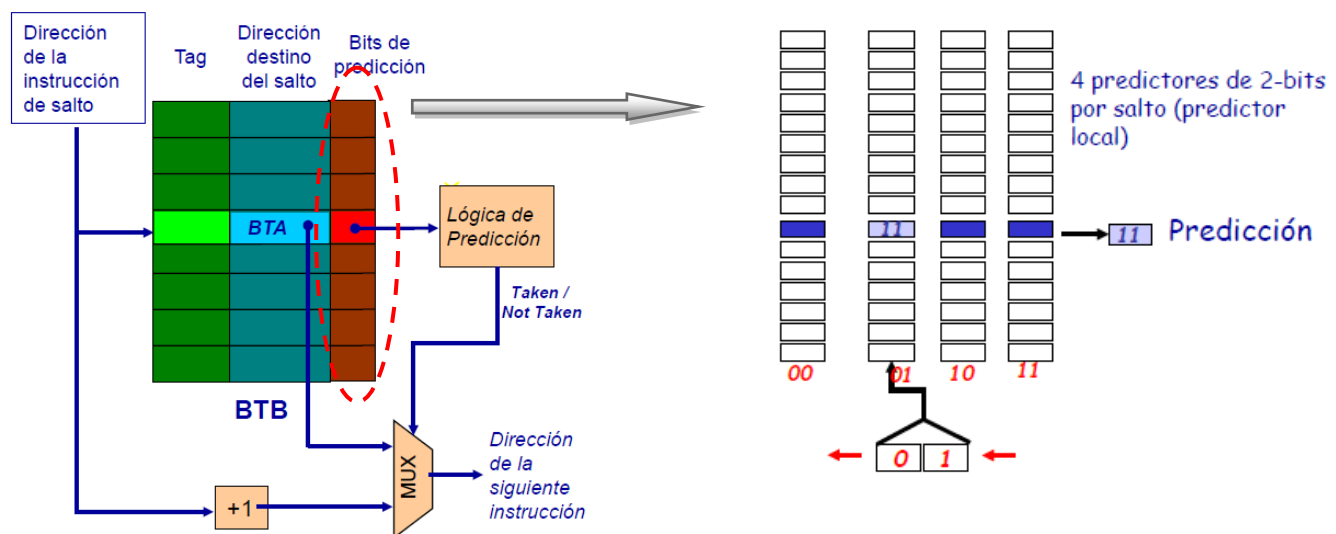 Dirección
de la
instrucción
de salto
Tag
Dirección
destino
del salto
Bits de
predicción
BTA
Lógica de
Predicción
Taken /
Not Taken
BTB
MUX
+1
Dirección
de la
siguiente
instrucción
4 predictores de 2-bits
por salto (predictor
local)
11
11
Predicción
00
01
10
11
0 1